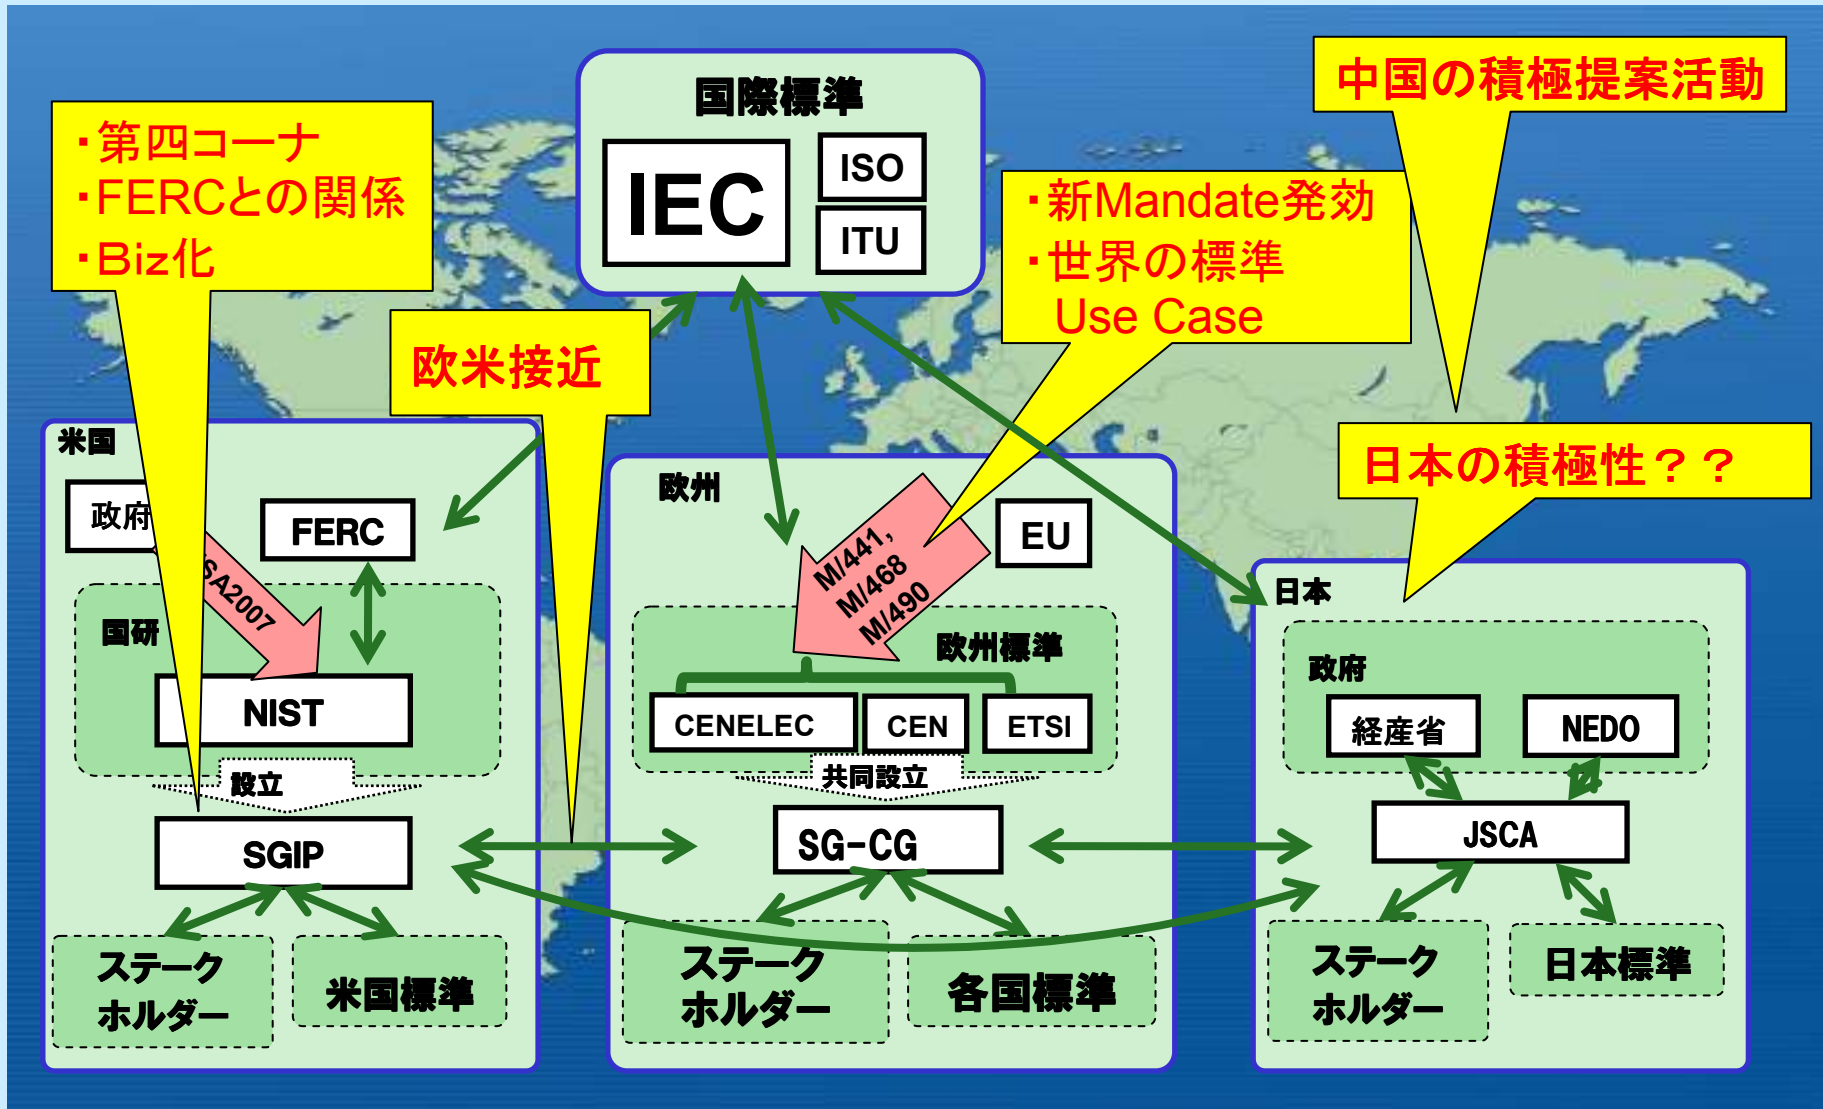 国際標準
IEC
ISO
ITU
中国の積極提案活動
・第四コーナ
・FERCとの関係
・Biz化
・新Mandate発効
・世界の標準
Use Case
欧米接近
日本の積極性？？
米国
政府
FERC
SA2007
国研
NIST
設立
SGIP
ステーク
ホルダー
米国標準
欧州
EU
M/441,
M/468
M/490
欧州標準
CENELEC
CEN
ETSI
共同設立
SG-CG
ステーク
ホルダー
各国標準
日本
政府
経産省
NEDO
JSCA
ステーク
ホルダー
日本標準